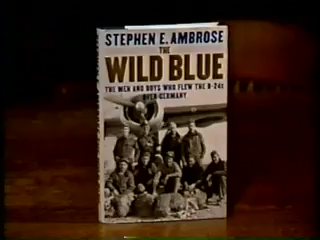 STEPHEN E. AMBROSE
THE
WILD BLUE
THE MEN AND BOYS WHO FLEW THE B-24s
OVER GERMANY